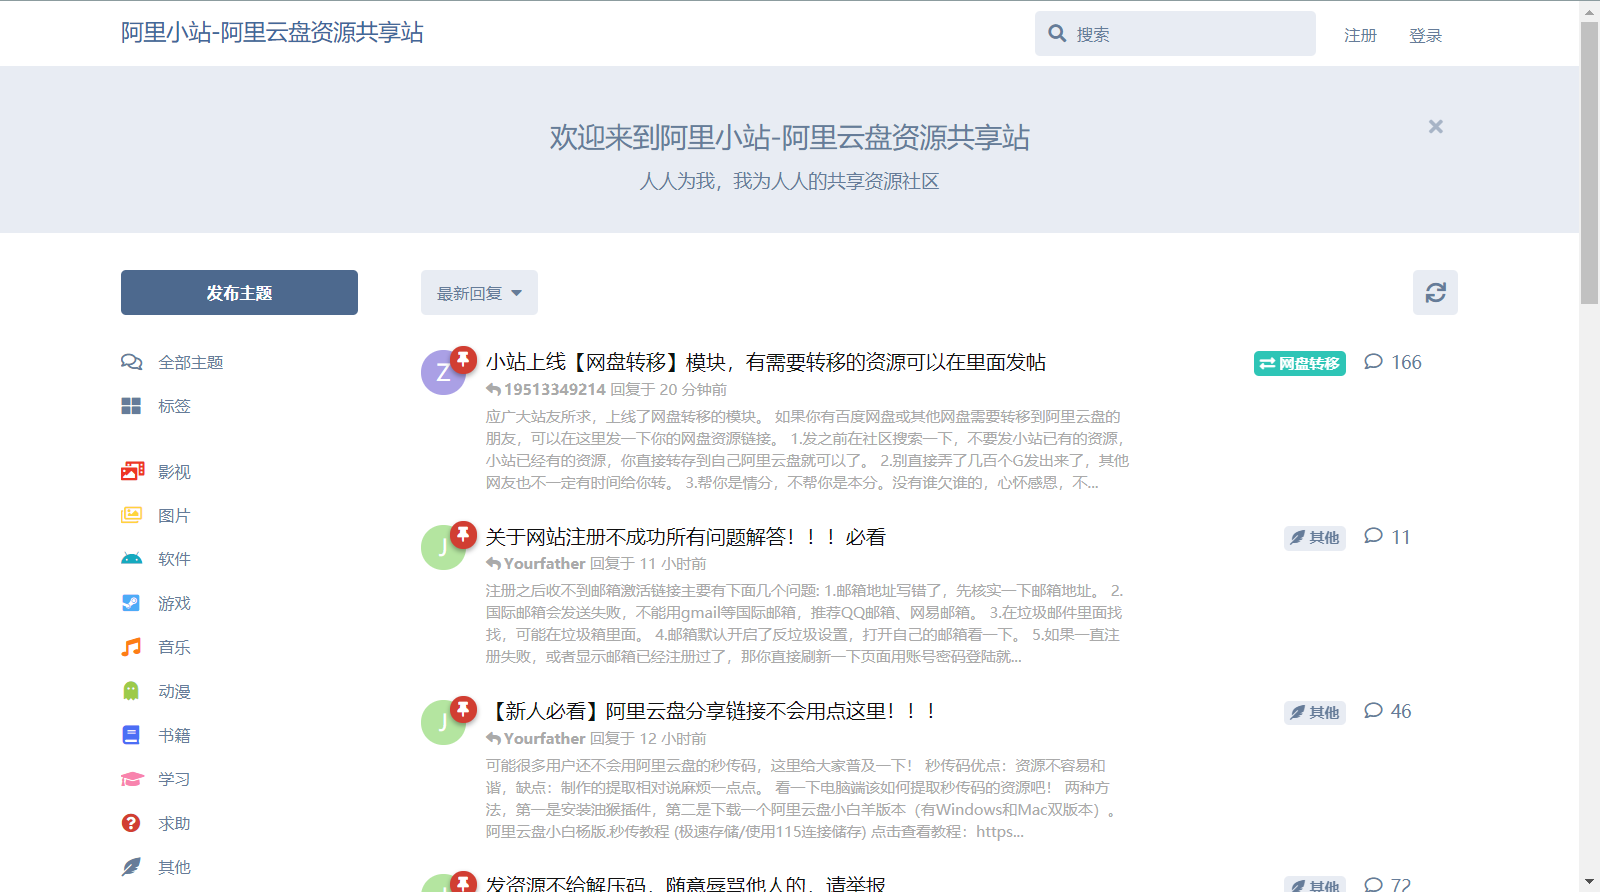 阿里小站-阿里云盘资源共享站
搜索
注册
登录
欢迎来到阿里小站-阿里云盘资源共享站
人人为我，我为人人的共享资源社区
发布主题
全部主题
标签
影视
图片
软件
游戏
音乐
动漫
书籍
学习
求助
其他
最新回复
Z
小站上线【网盘转移】模块，有需要转移的资源可以在里面发帖
网盘转移
166
19513349214 回复于 20 分钟前
应广大站友所求，上线了网盘转移的模块。 如果你有百度网盘或其他网盘需要转移到阿里云盘的
朋友，可以在这里发一下你的网盘资源链接。 1.发之前在社区搜索一下，不要发小站已有的资源，
小站已经有的资源，你直接转存到自己阿里云盘就可以了。 2.别直接弄了几百个G发出来了，其他
网友也不一定有时间给你转。 3.帮你是情分，不帮你是本分。没有谁欠谁的，心怀感恩，不...
J
关于网站注册不成功所有问题解答！！！必看
其他
11
Yourfather 回复于 11 小时前
注册之后收不到邮箱激活链接主要有下面几个问题: 1.邮箱地址写错了，先核实一下邮箱地址。 2.
国际邮箱会发送失败，不能用gmail等国际邮箱，推荐QQ邮箱、网易邮箱。 3.在垃圾邮件里面找
找，可能在垃圾箱里面。 4.邮箱默认开启了反垃圾设置，打开自己的邮箱看一下。 5.如果一直注
册失败，或者显示邮箱已经注册过了，那你直接刷新一下页面用账号密码登陆就...
J
【新人必看】阿里云盘分享链接不会用点这里！！！
其他
46
Yourfather 回复于 12 小时前
可能很多用户还不会用阿里云盘的秒传码，这里给大家普及一下！ 秒传码优点：资源不容易和
谐，缺点：制作的提取相对说麻烦一点点。 看一下电脑端该如何提取秒传码的资源吧！ 两种方
法，第一是安装油猴插件，第二是下载一个阿里云盘小白羊版本（有Windows和Mac双版本）。
阿里云盘小白杨版.秒传教程 (极速存储/使用115连接储存) 点击查看教程：https...
发资源不给解压码，随意辱骂他人的，请举报
其他
72